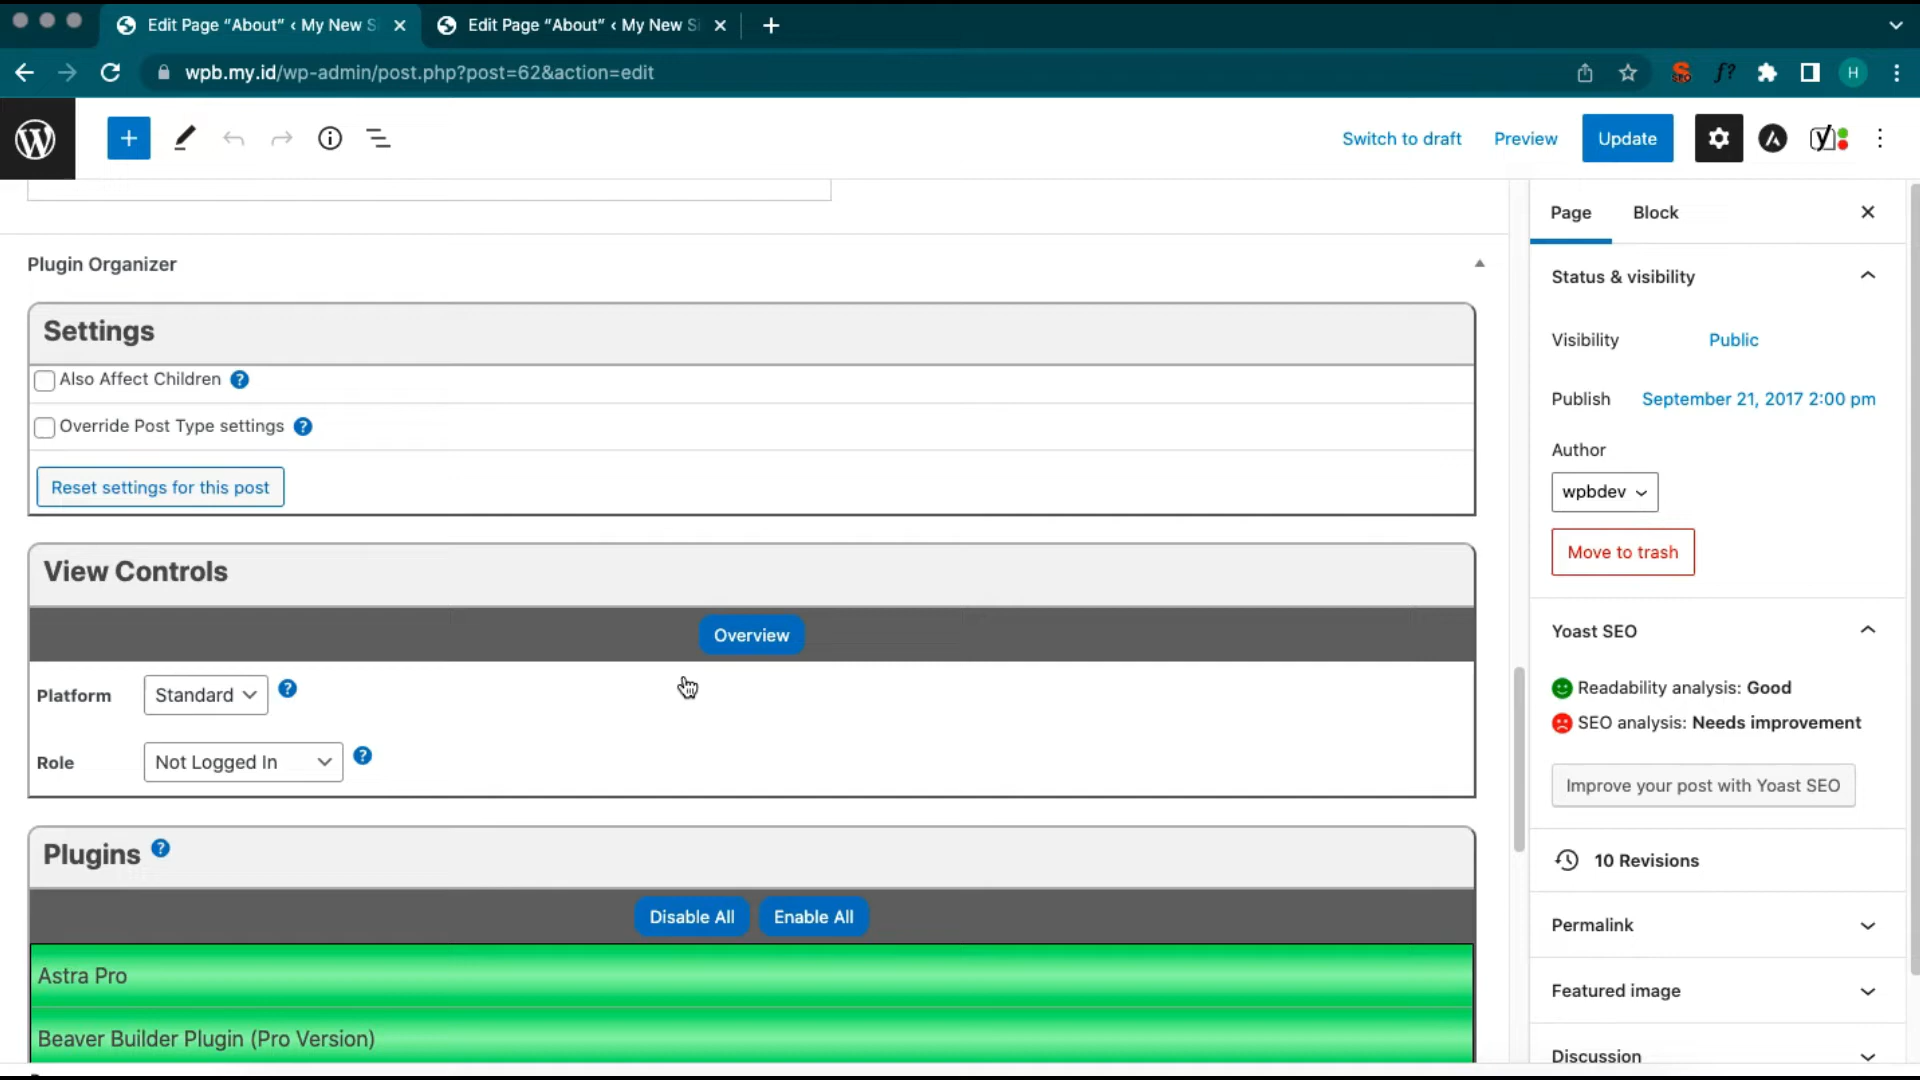 Edit Page “About” ‹ My New S
Edit Page “About” ‹ My New S
wpb.my.id/wp-admin/post.php?post=62&action=edit
SEO
f?
H
Switch to draft
Preview
Update
Plugin Organizer
Settings
Also Affect Children ?
Override Post Type settings ?
Reset settings for this post
View Controls
Overview
Platform Standard ?
Role Not Logged In ?
Plugins ?
Disable All Enable All
Astra Pro
Beaver Builder Plugin (Pro Version)
Page Block
Status & visibility
Visibility Public
Publish September 21, 2017 2:00 pm
Author
wpbdev
Move to trash
Yoast SEO
Readability analysis: Good
SEO analysis: Needs improvement
Improve your post with Yoast SEO
10 Revisions
Permalink
Featured image
Discussion